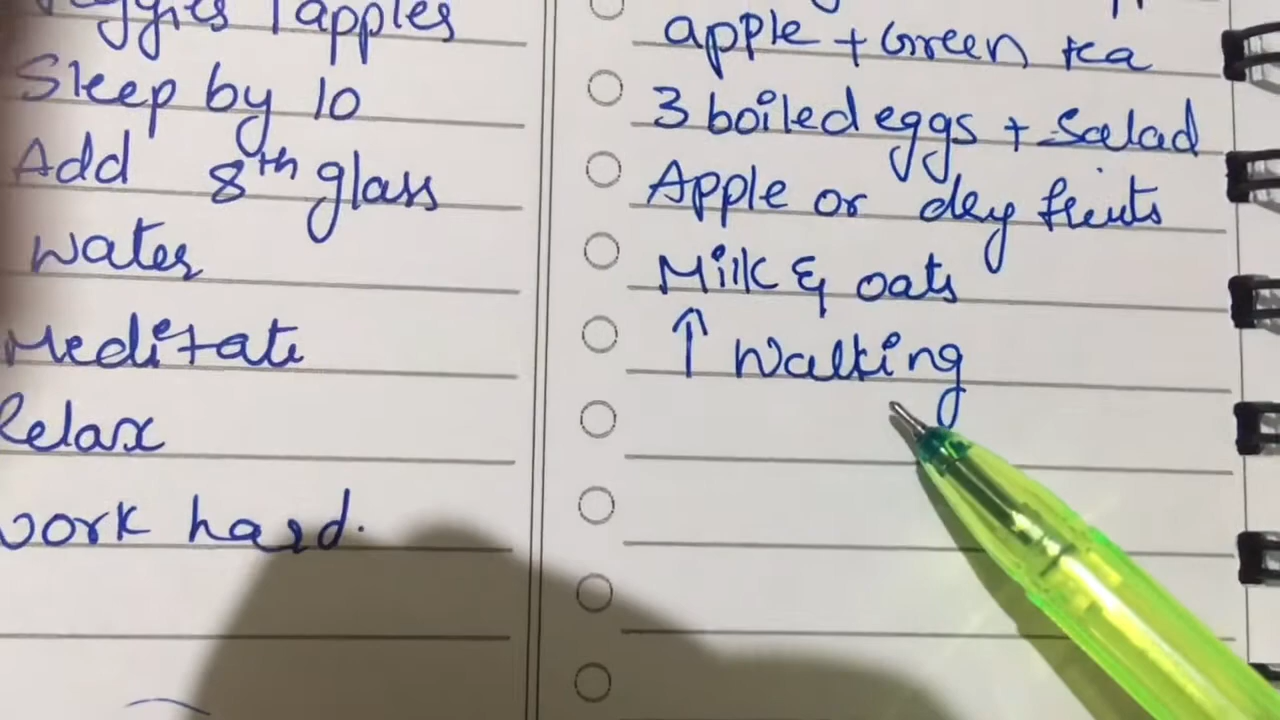 apples
Sleep by 10
Add 8th glass
Water
Meditate
Relax
work hard.
apple + Green tea
3 boiled eggs + Salad
Apple or dry fruits
Milk & oats
↑ Walking